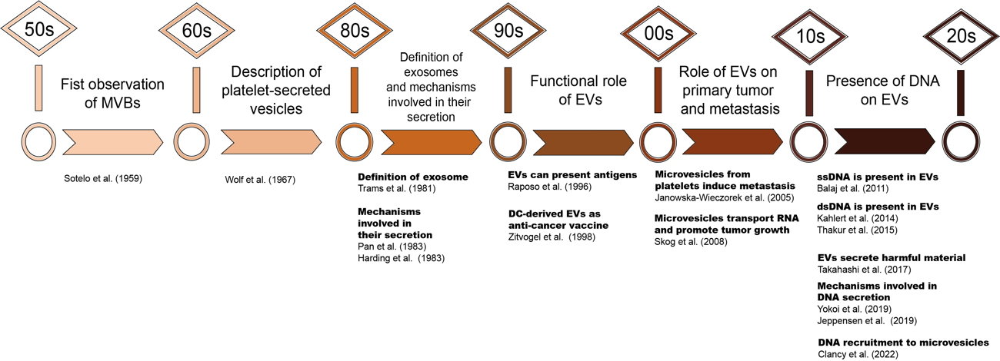 50s
60s
80s
90s
00s
10s
20s
Fist observation
of MVBs
Description of
platelet-secreted
vesicles
Definition of
exosomes
and mechanisms
involved in their
secretion
Functional role
of EVs
Role of EVs on
primary tumor
and metastasis
Presence of DNA
on EVs
Sotelo et al. (1959)
Wolf et al. (1967)
Definition of exosome
Trams et al. (1981)
Mechanisms
involved in
their secretion
Pan et al. (1983)
Harding et al. (1983)
EVs can present antigens
Raposo et al. (1996)
DC-derived EVs as
anti-cancer vaccine
Zitvogel et al. (1998)
Microvesicles from
platelets induce metastasis
Janowska-Wieczorek et al. (2005)
Microvesicles transport RNA
and promote tumor growth
Skog et al. (2008)
ssDNA is present in EVs
Balaj et al. (2011)
dsDNA is present in EVs
Kahlert et al. (2014)
Thakur et al. (2015)
EVs secrete harmful material
Takahashi et al. (2017)
Mechanisms involved in
DNA secretion
Yokoi et al. (2019)
Jeppensen et al. (2019)
DNA recruitment to microvesicles
Clancy et al. (2022)